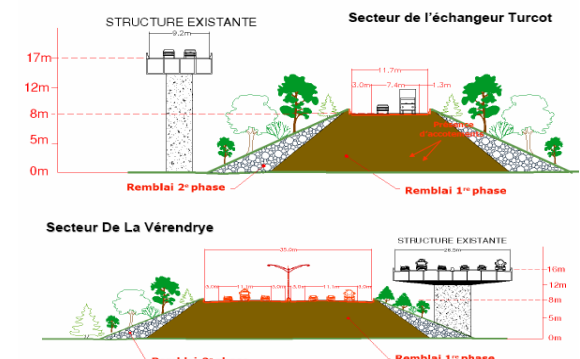 STRUCTURE EXISTANTE
Secteur de l'échangeur Turcot
9.2m
17m
12m
8m
5m
0m
11,7m
3.0m 7.4m 1.3m
Présence
d'accotements
Remblai 2e phase
Remblai 1re phase
Secteur De La Vérendrye
STRUCTURE EXISTANTE
16m
12m
8m
5m
0m
Remblai 1re phase